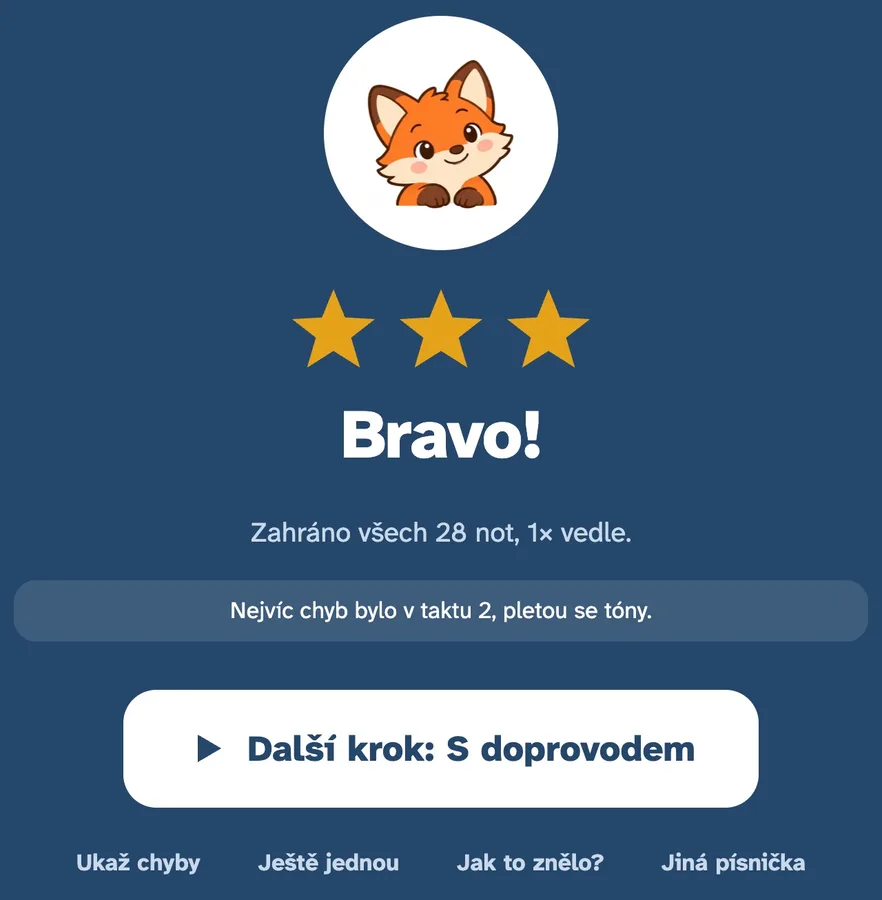 Bravo!
Zahráno všech 28 not, 1× vedle.
Nejvíc chyb bylo v taktu 2, pletou se tóny.
Další krok: S doprovodem
Ukaž chyby
Ještě jednou
Jak to znělo?
Jiná písnička